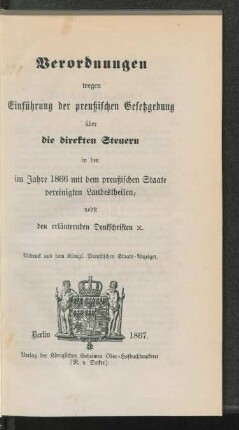 Verordnungen
wegen
Einführung der preußischen Gesetzgebung
über
die direkten Steuern
in den
im Jahre 1866 mit dem preußischen Staate
vereinigten Landestheilen,
nebst
den erläuternden Denkschriften ꝛc.
Abdruck aus dem Königl. Preußischen Staats-Anzeiger.
Berlin 1867.
Verlag der Königlichen Geheimen Ober-Hofbuchdruckerei
(R. v. Decker).